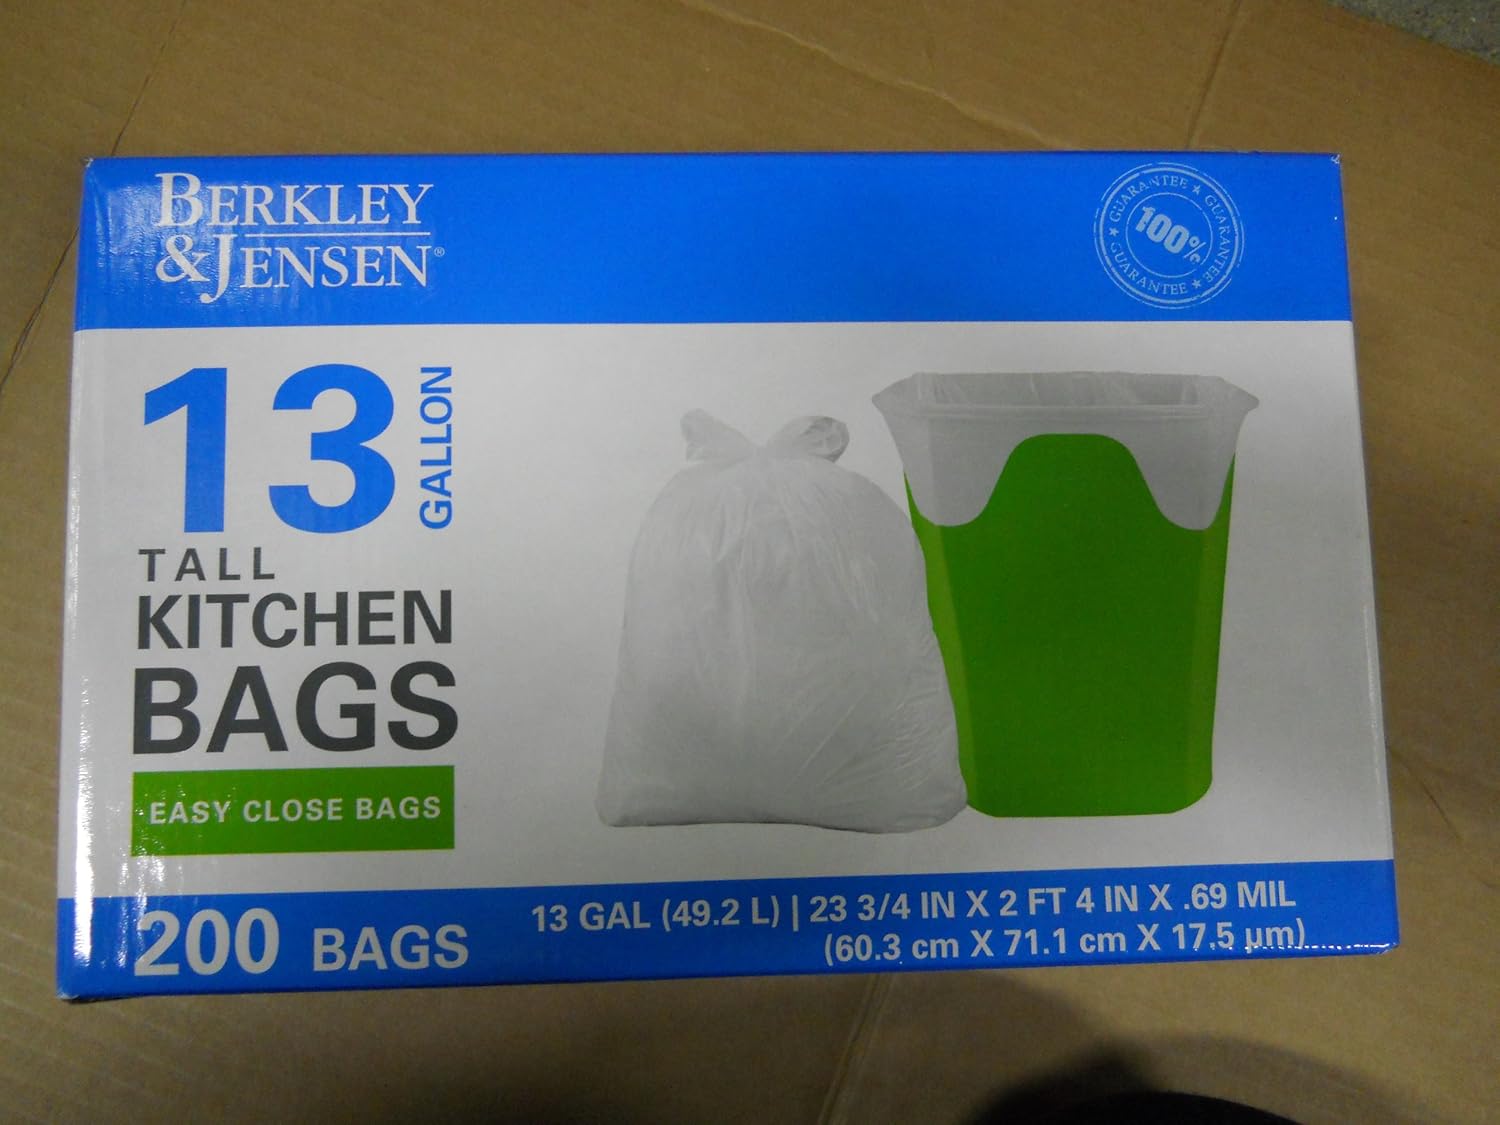 BERKLEY
&JENSEN®
GUARANTEE ★ GUARANTEE ★ GUARANTEE ★ GUARANTEE
100%
13
GALLON
TALL
KITCHEN
BAGS
EASY CLOSE BAGS
200 BAGS
13 GAL (49.2 L) | 23 3/4 IN X 2 FT 4 IN X .69 MIL
(60.3 cm X 71.1 cm X 17.5 µm)